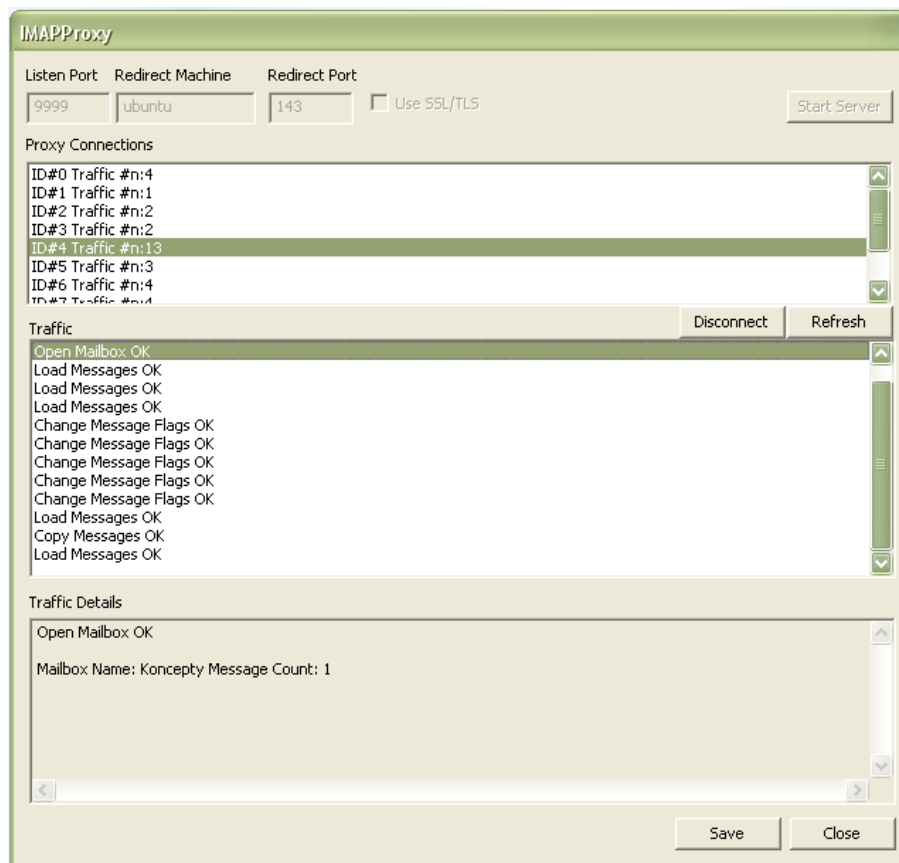 IMAPProxy
Listen Port Redirect Machine Redirect Port
9999 ubuntu 143 Use SSL/TLS Start Server
Proxy Connections
ID#0 Traffic #n:4
ID#1 Traffic #n:1
ID#2 Traffic #n:2
ID#3 Traffic #n:2
ID#4 Traffic #n:13
ID#5 Traffic #n:3
ID#6 Traffic #n:4
ID#7 Traffic #n:4
Disconnect Refresh
Traffic
Open Mailbox OK
Load Messages OK
Load Messages OK
Load Messages OK
Change Message Flags OK
Change Message Flags OK
Change Message Flags OK
Change Message Flags OK
Change Message Flags OK
Load Messages OK
Copy Messages OK
Load Messages OK
Traffic Details
Open Mailbox OK
Mailbox Name: Koncepty Message Count: 1
Save Close